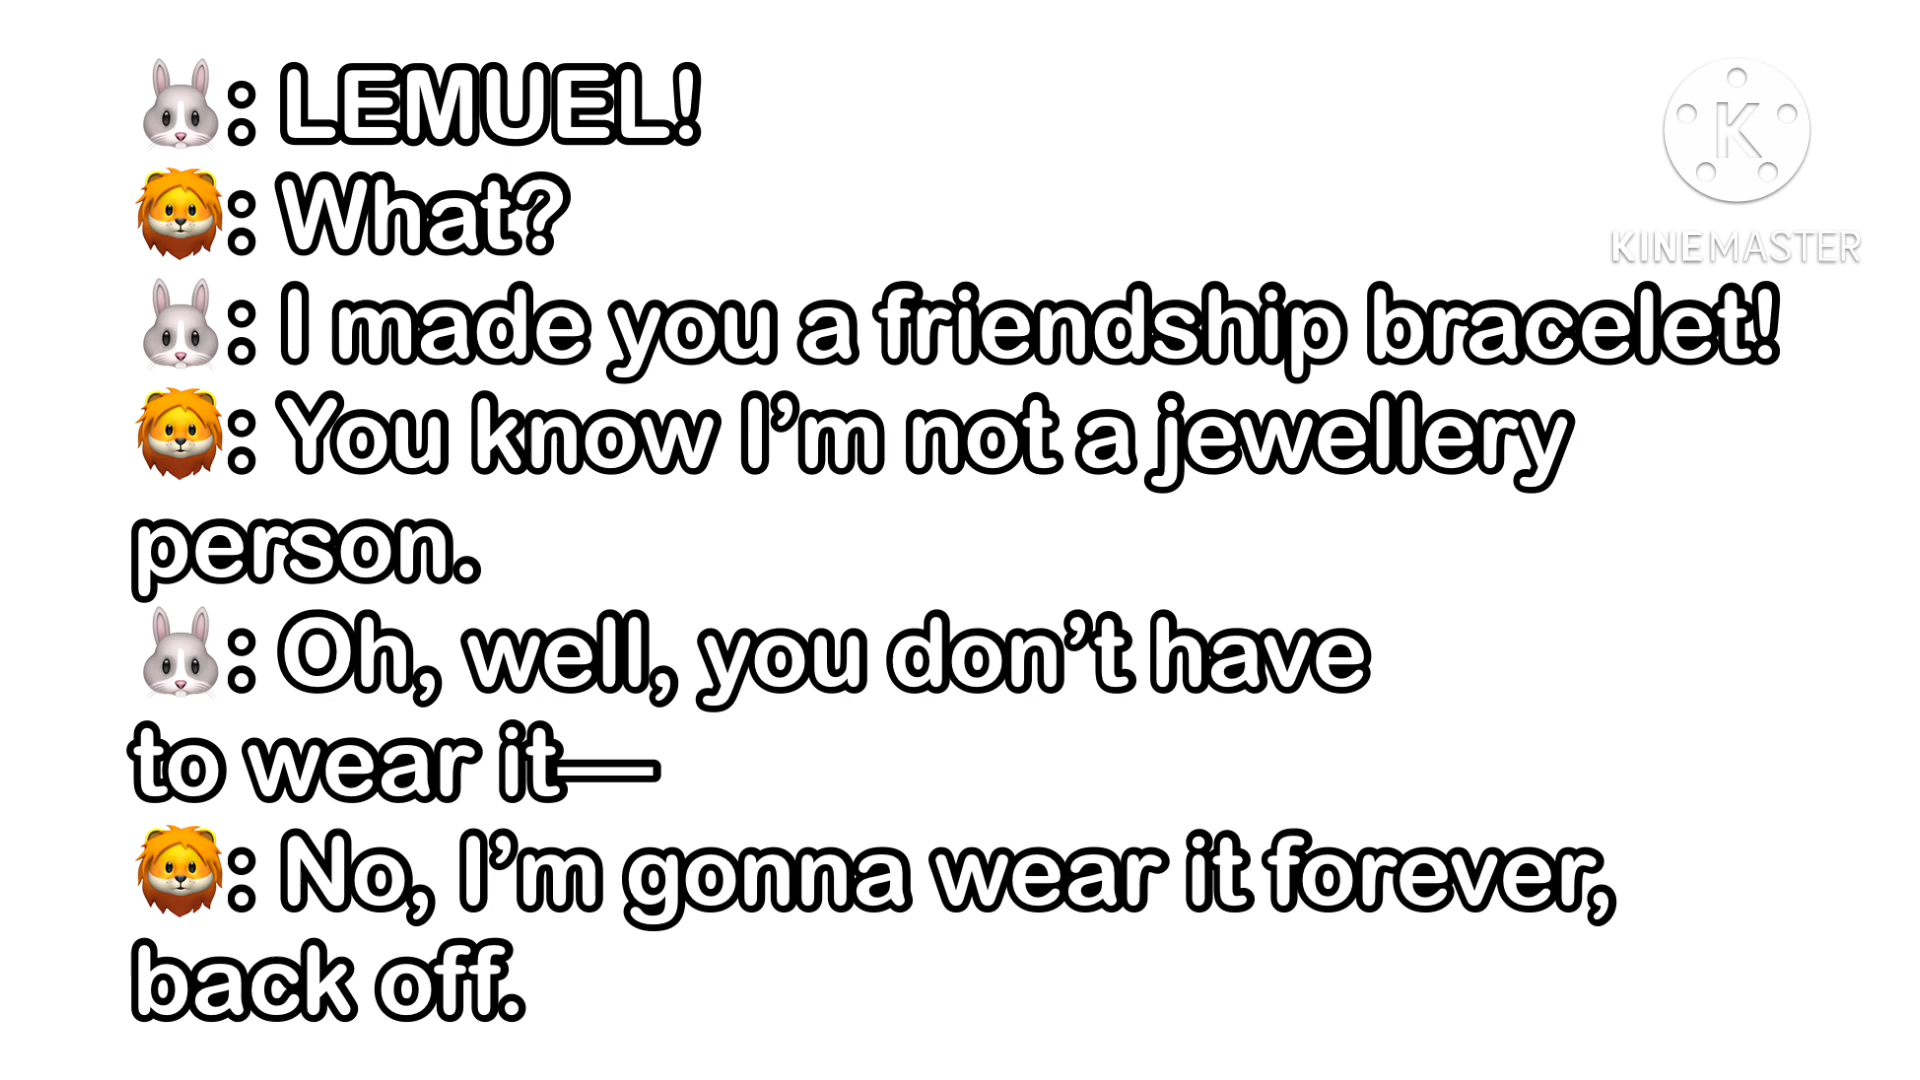 🐰: LEMUEL!
🦁: What?
🐰: I made you a friendship bracelet!
🦁: You know I’m not a jewellery
person.
🐰: Oh, well, you don’t have
to wear it—
🦁: No, I’m gonna wear it forever,
back off.
K
KINEMASTER